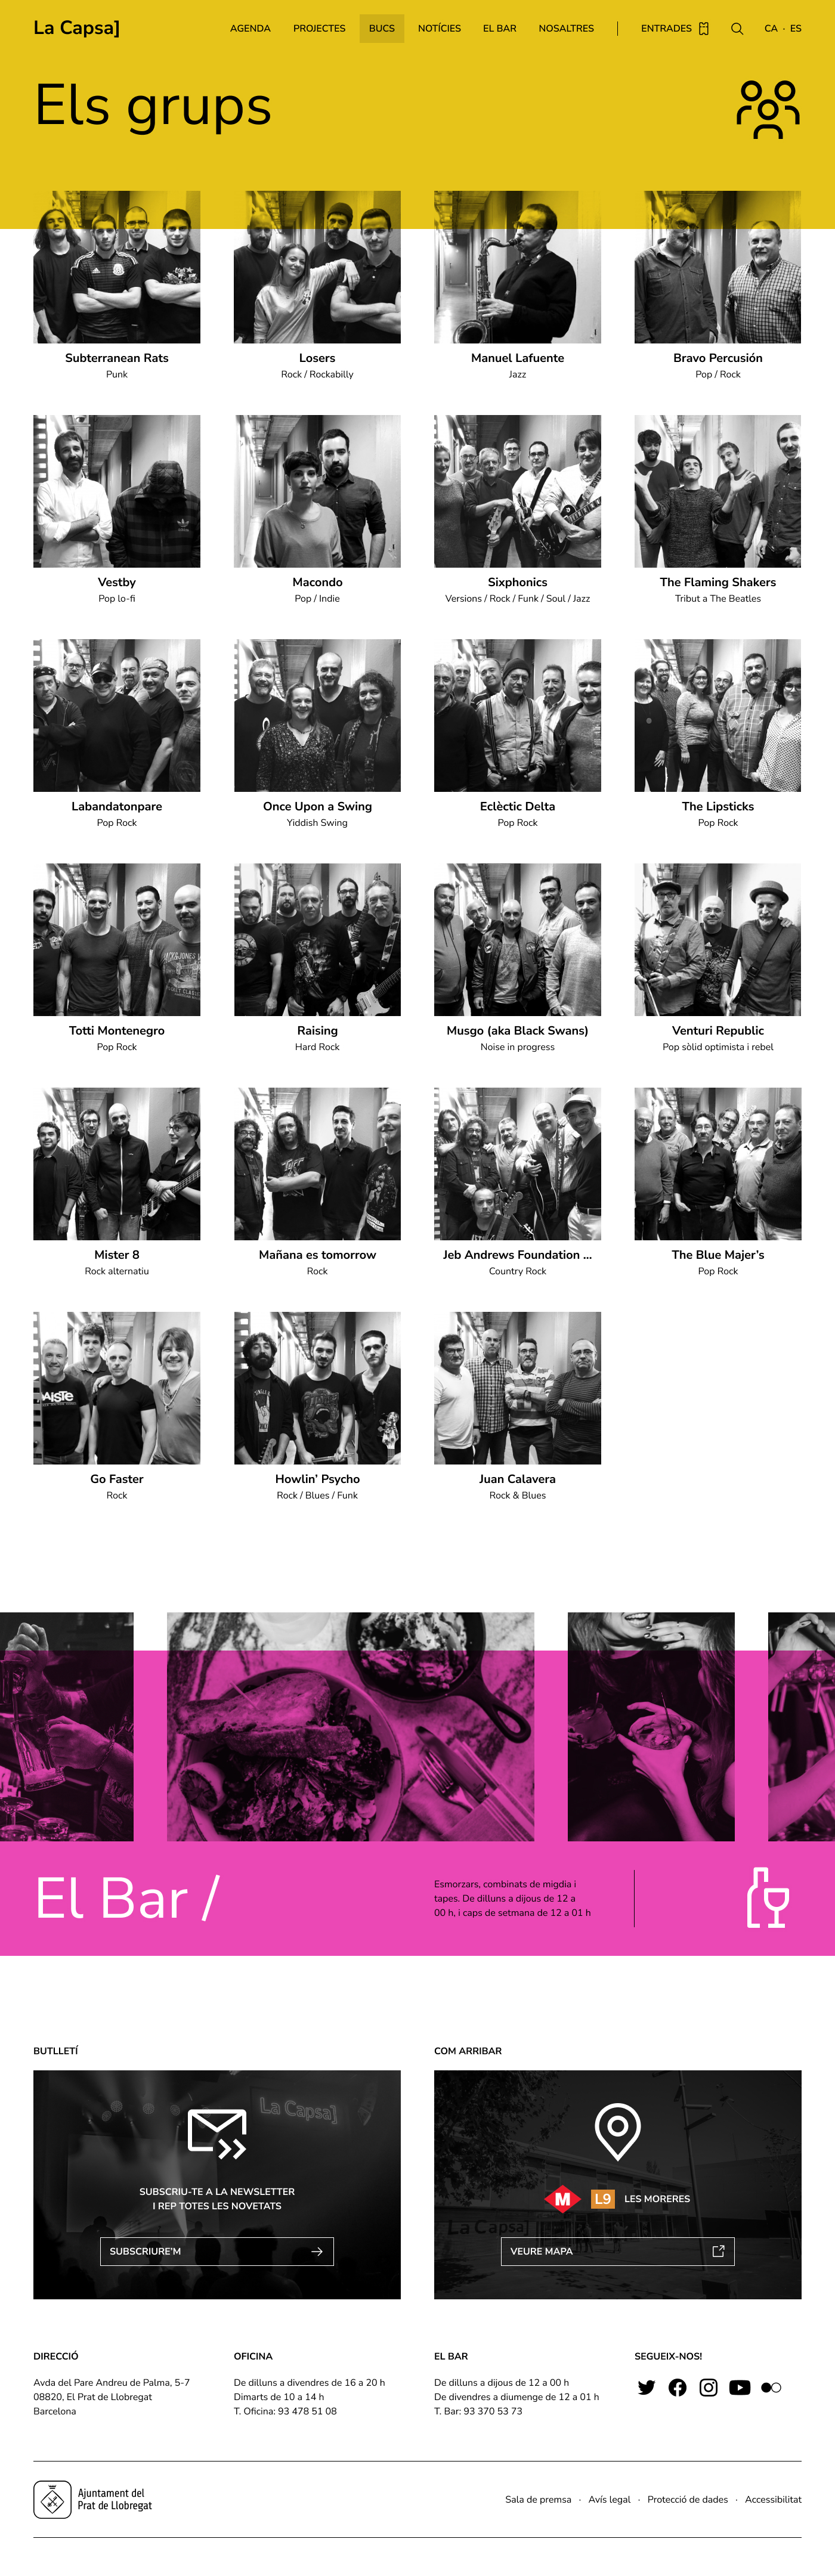 La Capsa]
AGENDA PROJECTES BUCS NOTÍCIES EL BAR NOSALTRES ENTRADES CA · ES
Els grups
Subterranean Rats
Punk
Losers
Rock / Rockabilly
Manuel Lafuente
Jazz
Bravo Percusión
Pop / Rock
Vestby
Pop lo-fi
Macondo
Pop / Indie
Sixphonics
Versions / Rock / Funk / Soul / Jazz
The Flaming Shakers
Tribut a The Beatles
Labandatonpare
Pop Rock
Once Upon a Swing
Yiddish Swing
Eclèctic Delta
Pop Rock
The Lipsticks
Pop Rock
Totti Montenegro
Pop Rock
Raising
Hard Rock
Musgo (aka Black Swans)
Noise in progress
Venturi Republic
Pop sòlid optimista i rebel
Mister 8
Rock alternatiu
Mañana es tomorrow
Rock
Jeb Andrews Foundation ...
Country Rock
The Blue Majer’s
Pop Rock
Go Faster
Rock
Howlin’ Psycho
Rock / Blues / Funk
Juan Calavera
Rock & Blues
El Bar /
Esmorzars, combinats de migdia i
tapes. De dilluns a dijous de 12 a
00 h, i caps de setmana de 12 a 01 h
BUTLLETÍ
La Capsa]
SUBSCRIU-TE A LA NEWSLETTER
I REP TOTES LES NOVETATS
SUBSCRIURE’M
COM ARRIBAR
M L9 LES MORERES
La Capsa]
VEURE MAPA
DIRECCIÓ
Avda del Pare Andreu de Palma, 5-7
08820, El Prat de Llobregat
Barcelona
OFICINA
De dilluns a divendres de 16 a 20 h
Dimarts de 10 a 14 h
T. Oficina: 93 478 51 08
EL BAR
De dilluns a dijous de 12 a 00 h
De divendres a diumenge de 12 a 01 h
T. Bar: 93 370 53 73
SEGUEIX-NOS!
Ajuntament del
Prat de Llobregat
Sala de premsa · Avís legal · Protecció de dades · Accessibilitat